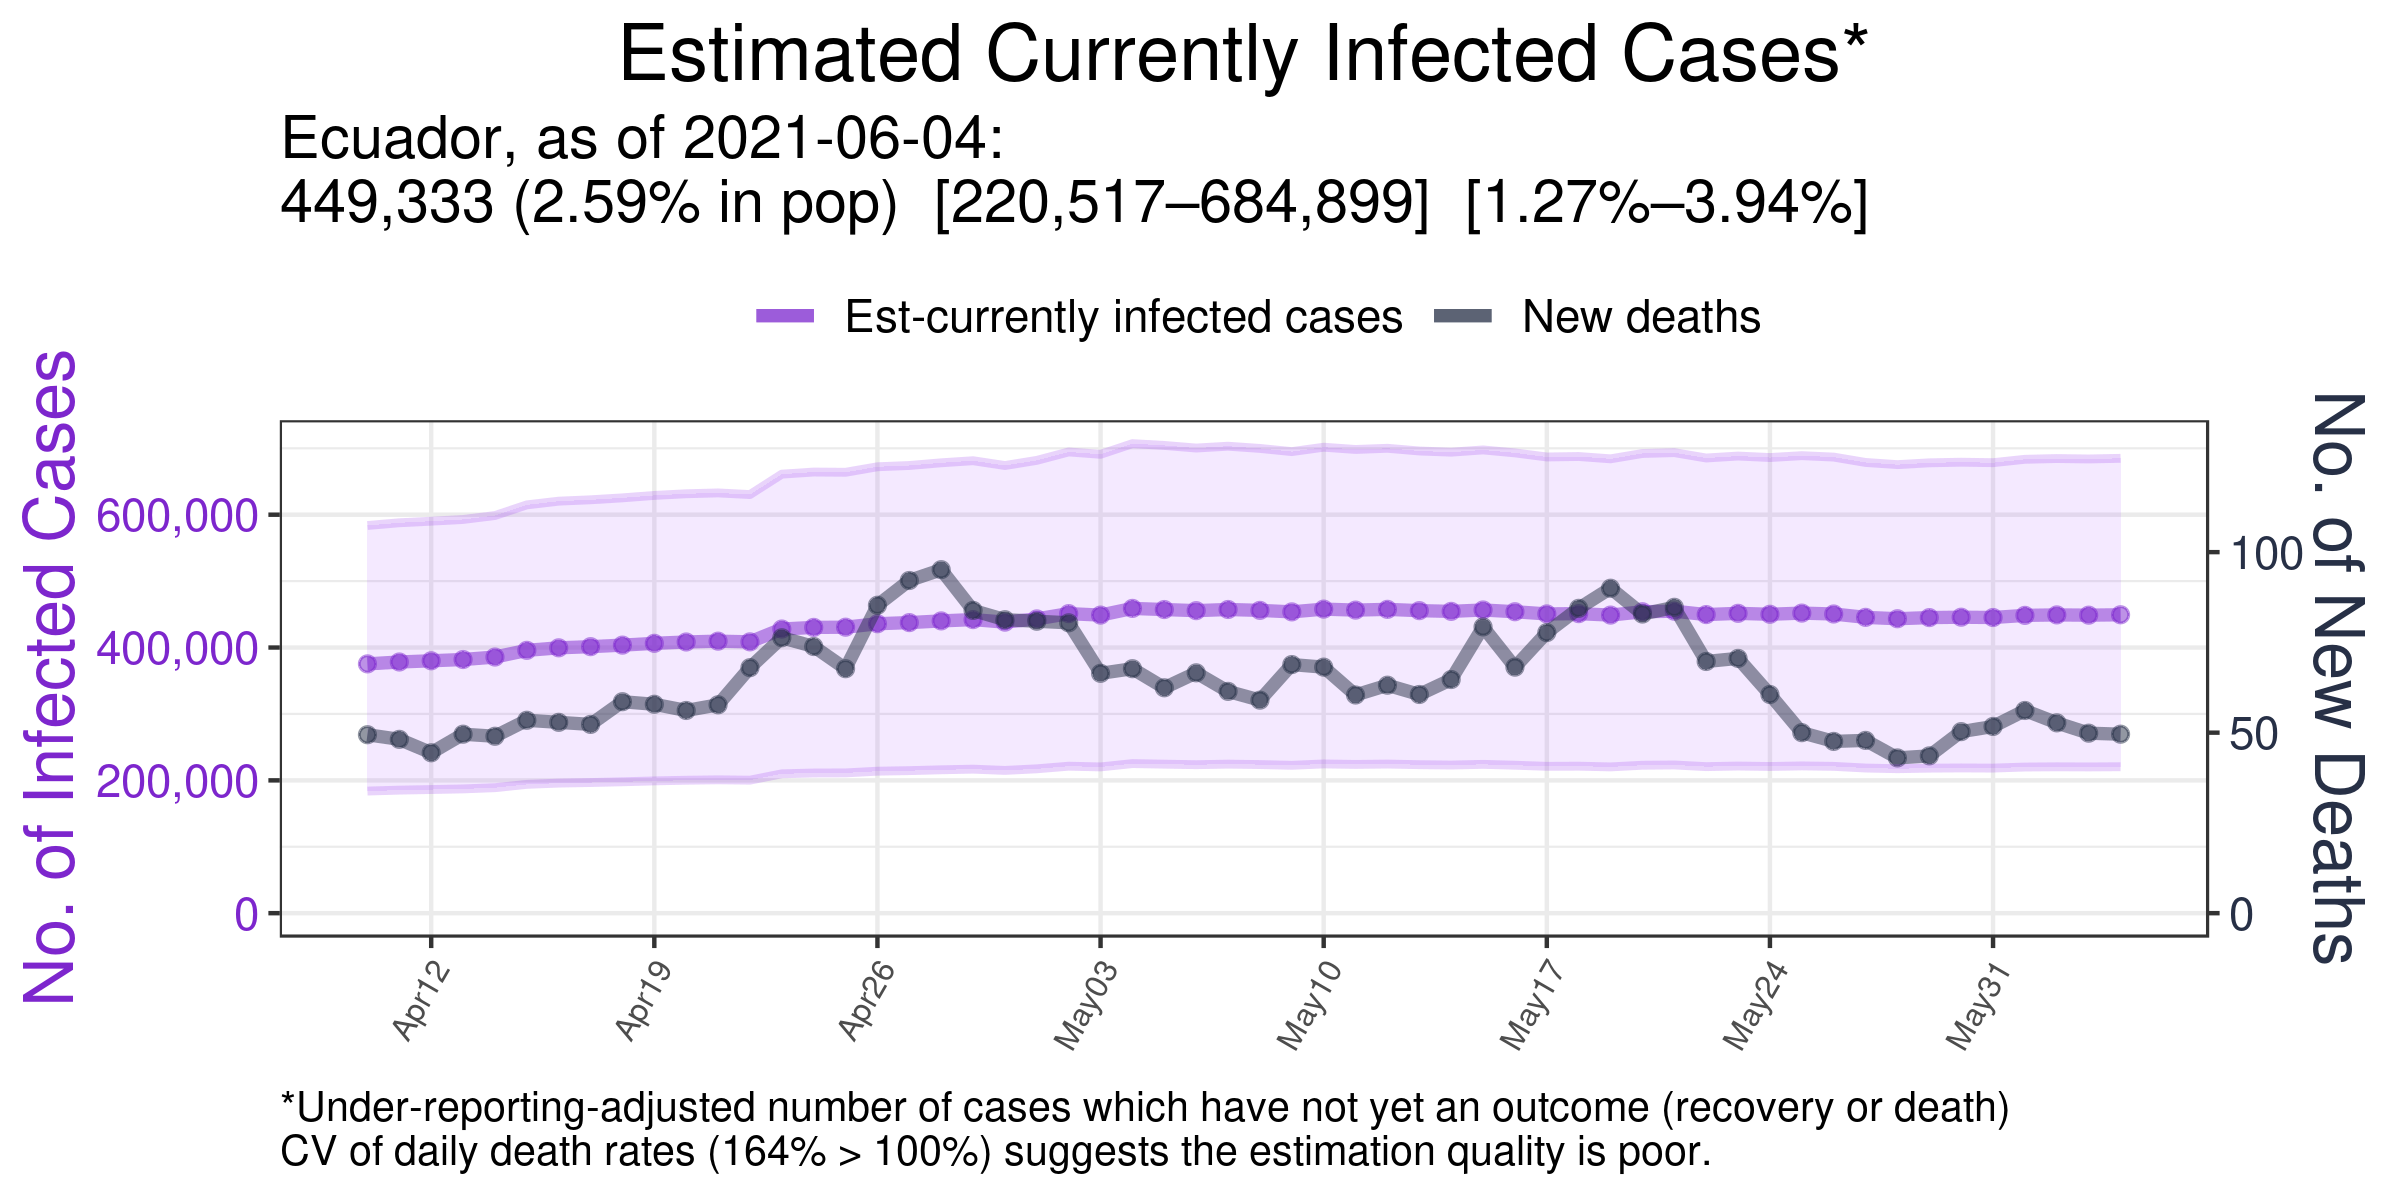 Estimated Currently Infected Cases*
Ecuador, as of 2021-06-04:
449,333 (2.59% in pop)  [220,517–684,899]  [1.27%–3.94%]
Est-currently infected cases
New deaths
No. of Infected Cases
600,000
400,000
200,000
0
No. of New Deaths
100
50
0
Apr12
Apr19
Apr26
May03
May10
May17
May24
May31
*Under-reporting-adjusted number of cases which have not yet an outcome (recovery or death)
CV of daily death rates (164% > 100%) suggests the estimation quality is poor.